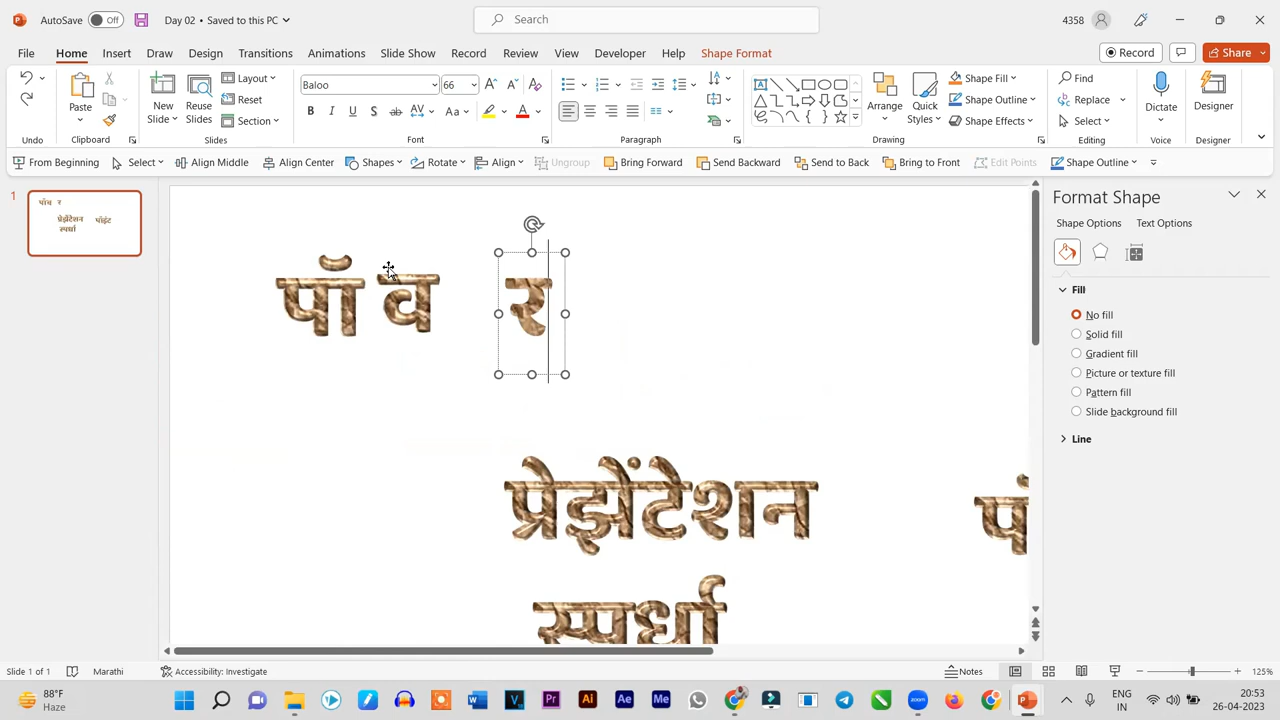 AutoSave Off Day 02 • Saved to this PC Search 4358
File Home Insert Draw Design Transitions Animations Slide Show Record Review View Developer Help Shape Format Record Share
Paste New Slide Reuse Slides Layout Reset Section Baloo 66 Arrange Quick Styles Shape Fill Shape Outline Shape Effects Find Replace Select Dictate Designer
Undo Clipboard Slides Font Paragraph Drawing Editing Voice Designer
From Beginning Select Align Middle Align Center Shapes Rotate Align Ungroup Bring Forward Send Backward Send to Back Bring to Front Edit Points Shape Outline
1
पॉव र
प्रेझेंटेशन पॉइंट
स्पर्धा
पॉ व र
प्रेझेंटेशन
स्पर्धा
Format Shape
Shape Options Text Options
Fill
No fill
Solid fill
Gradient fill
Picture or texture fill
Pattern fill
Slide background fill
Line
Slide 1 of 1 Marathi Accessibility: Investigate Notes 125%
88°F
Haze
ENG
IN
20:53
26-04-2023